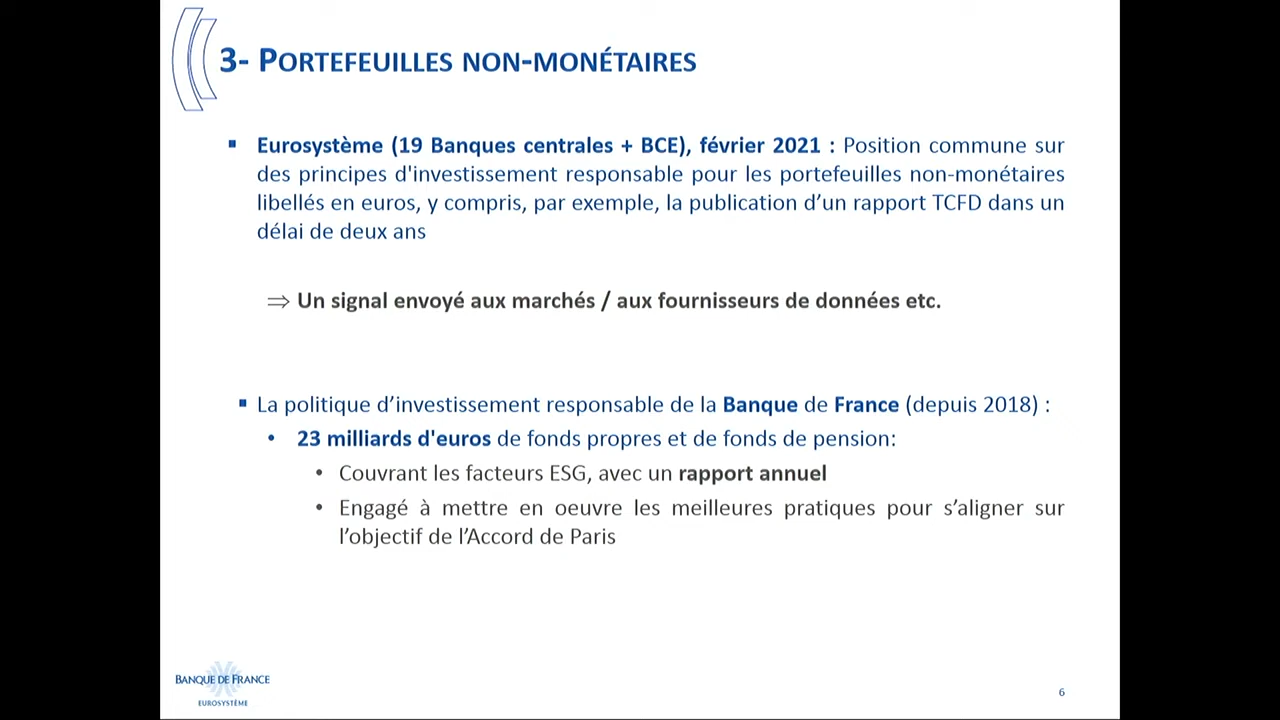 3- PORTEFEUILLES NON-MONÉTAIRES
▪ Eurosystème (19 Banques centrales + BCE), février 2021 : Position commune sur
des principes d'investissement responsable pour les portefeuilles non-monétaires
libellés en euros, y compris, par exemple, la publication d’un rapport TCFD dans un
délai de deux ans
⇒ Un signal envoyé aux marchés / aux fournisseurs de données etc.
▪ La politique d’investissement responsable de la Banque de France (depuis 2018) :
• 23 milliards d'euros de fonds propres et de fonds de pension:
• Couvrant les facteurs ESG, avec un rapport annuel
• Engagé à mettre en oeuvre les meilleures pratiques pour s’aligner sur
l’objectif de l’Accord de Paris
BANQUE DE FRANCE
EUROSYSTÈME
6